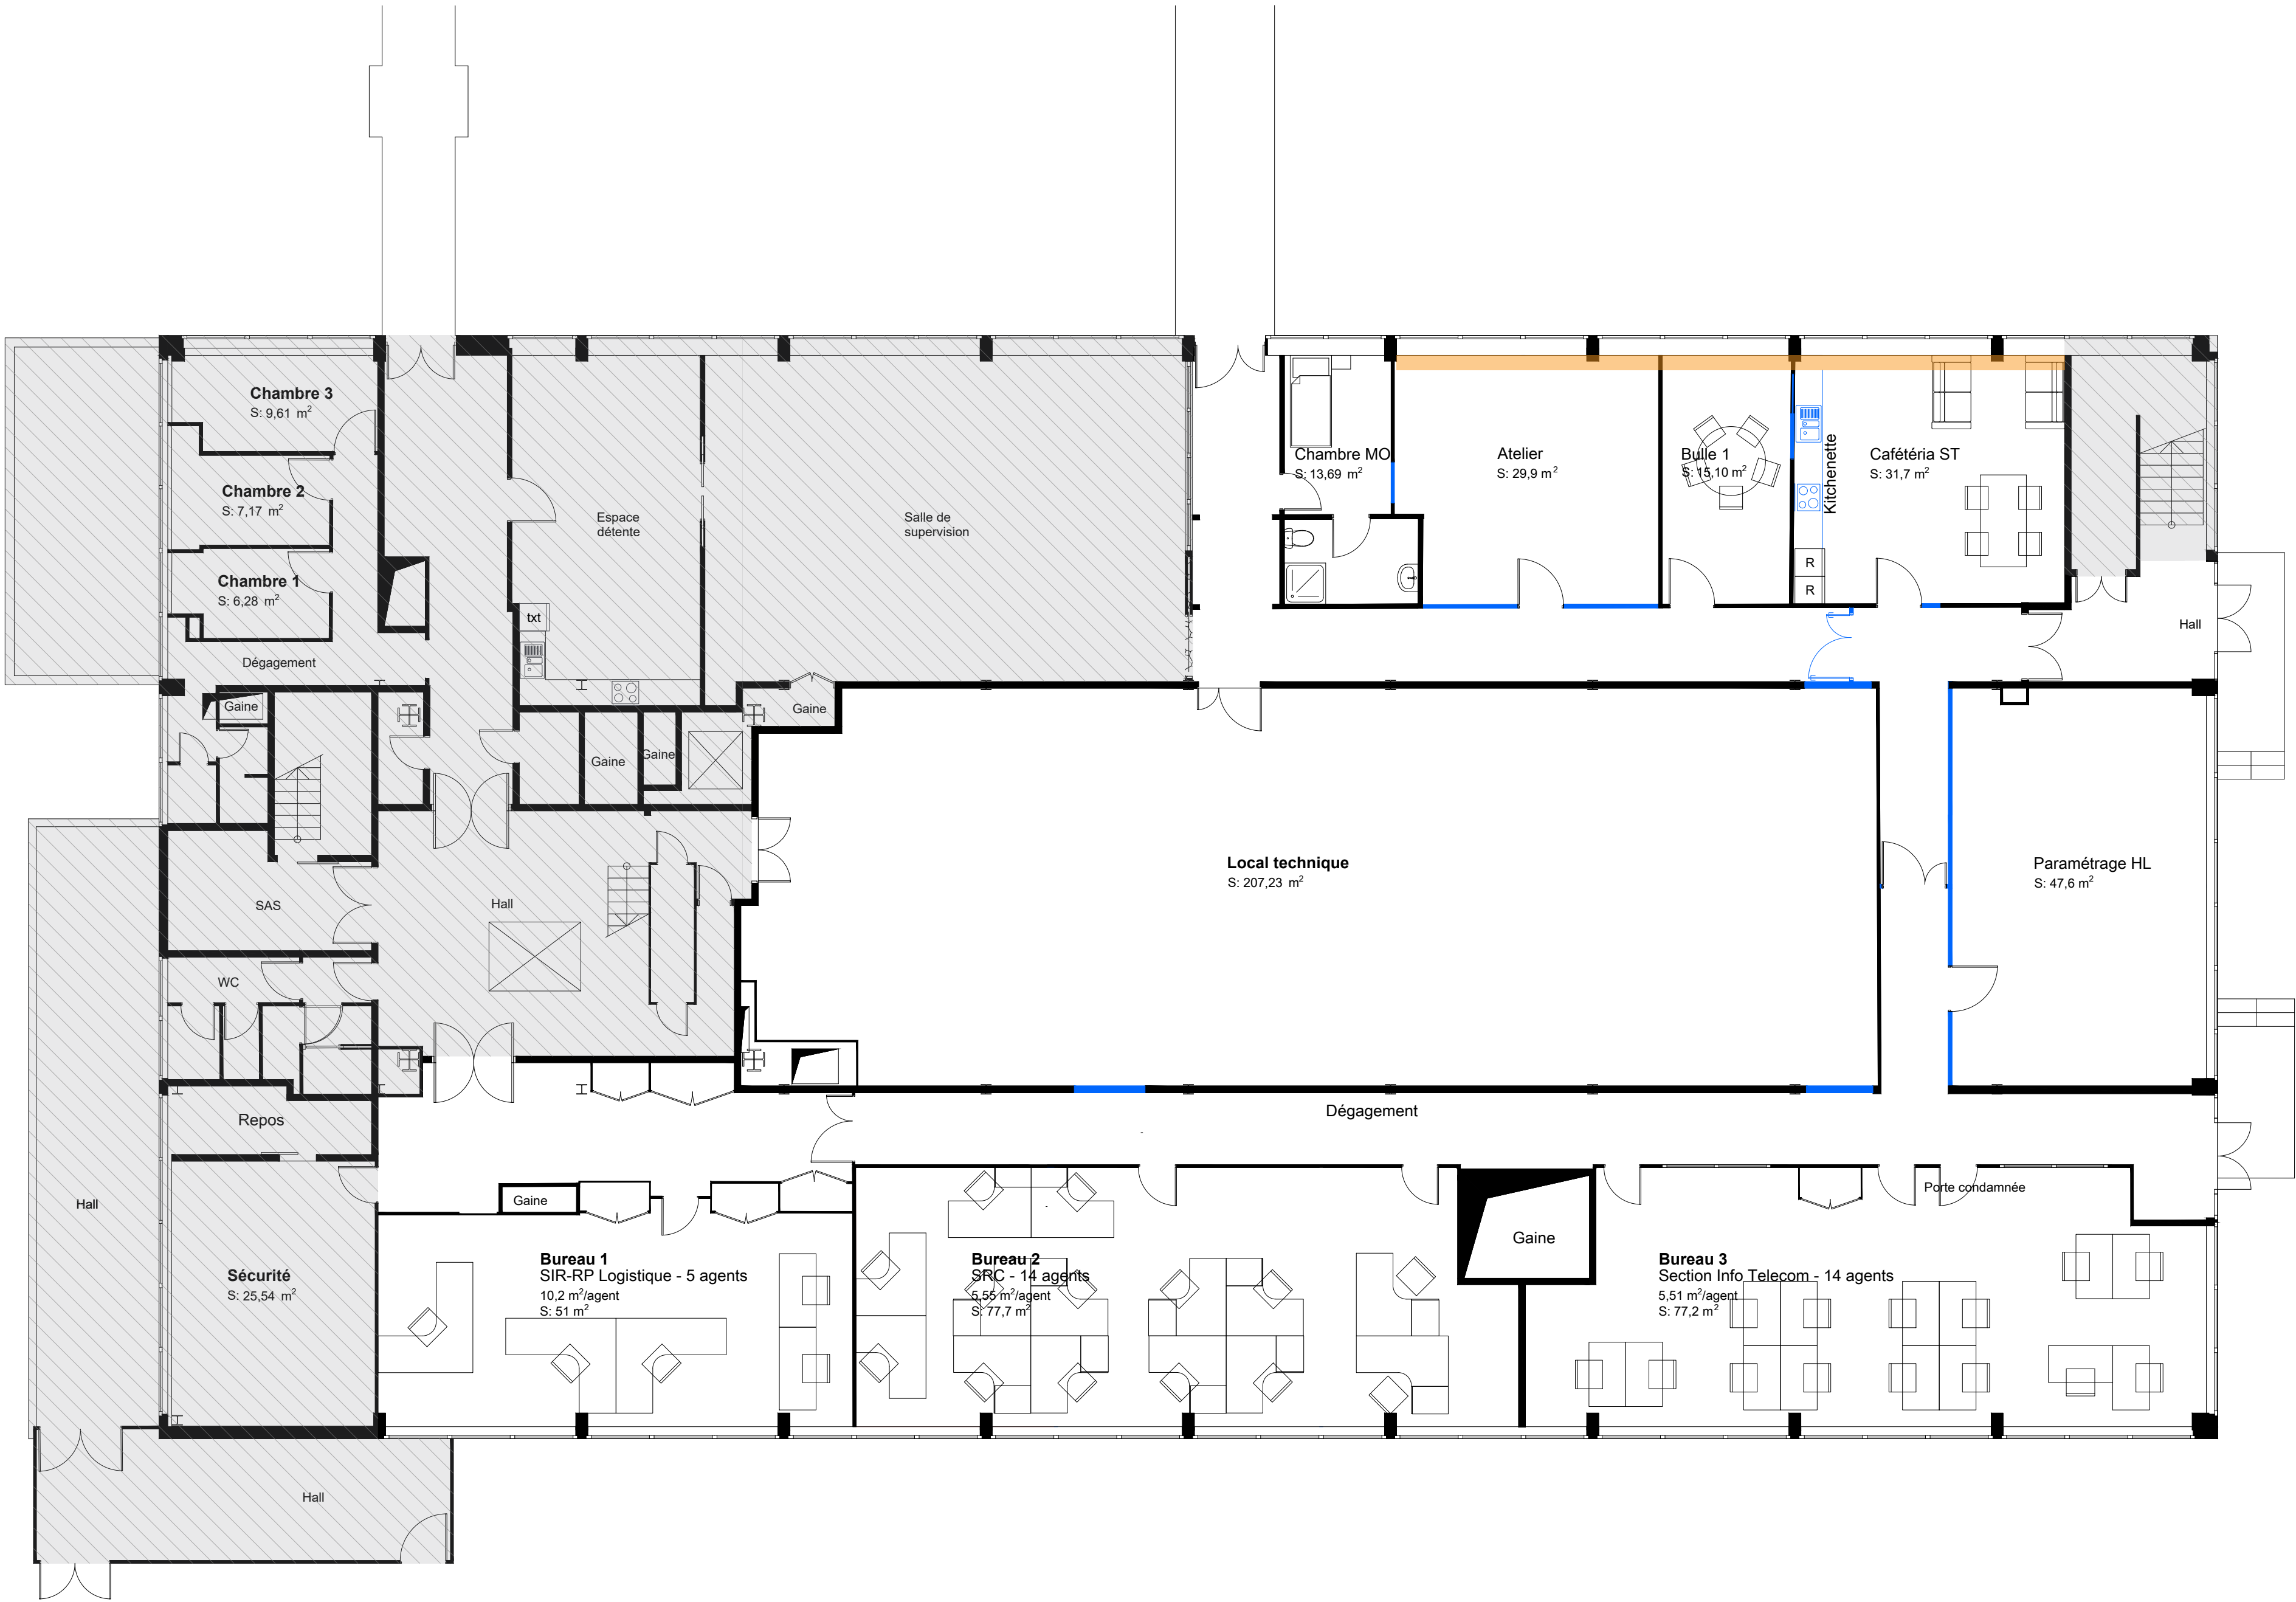 Chambre 3
S: 9,61 m²
Chambre 2
S: 7,17 m²
Chambre 1
S: 6,28 m²
Dégagement
Gaine
Espace
détente
txt
Salle de
supervision
Gaine
Gaine
Gaine
Chambre MO
S: 13,69 m²
Atelier
S: 29,9 m²
Bulle 1
S: 15,10 m²
Kitchenette
R
R
Cafétéria ST
S: 31,7 m²
Hall
Local technique
S: 207,23 m²
Paramétrage HL
S: 47,6 m²
SAS
Hall
WC
Repos
Dégagement
Hall
Sécurité
S: 25,54 m²
Gaine
Bureau 1
SIR-RP Logistique - 5 agents
10,2 m²/agent
S: 51 m²
Bureau 2
SRC - 14 agents
5,55 m²/agent
S: 77,7 m²
Gaine
Porte condamnée
Bureau 3
Section Info Telecom - 14 agents
5,51 m²/agent
S: 77,2 m²
Hall